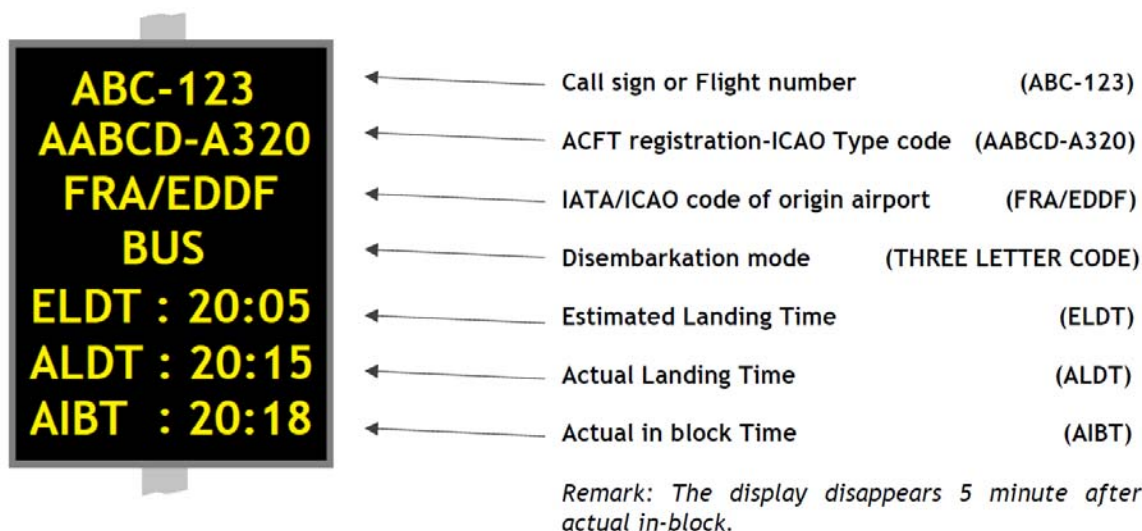 ABC-123
AABCD-A320
FRA/EDDF
BUS
ELDT : 20:05
ALDT : 20:15
AIBT : 20:18
Call sign or Flight number (ABC-123)
ACFT registration-ICAO Type code (AABCD-A320)
IATA/ICAO code of origin airport (FRA/EDDF)
Disembarkation mode (THREE LETTER CODE)
Estimated Landing Time (ELDT)
Actual Landing Time (ALDT)
Actual in block Time (AIBT)
Remark: The display disappears 5 minute after
actual in-block.